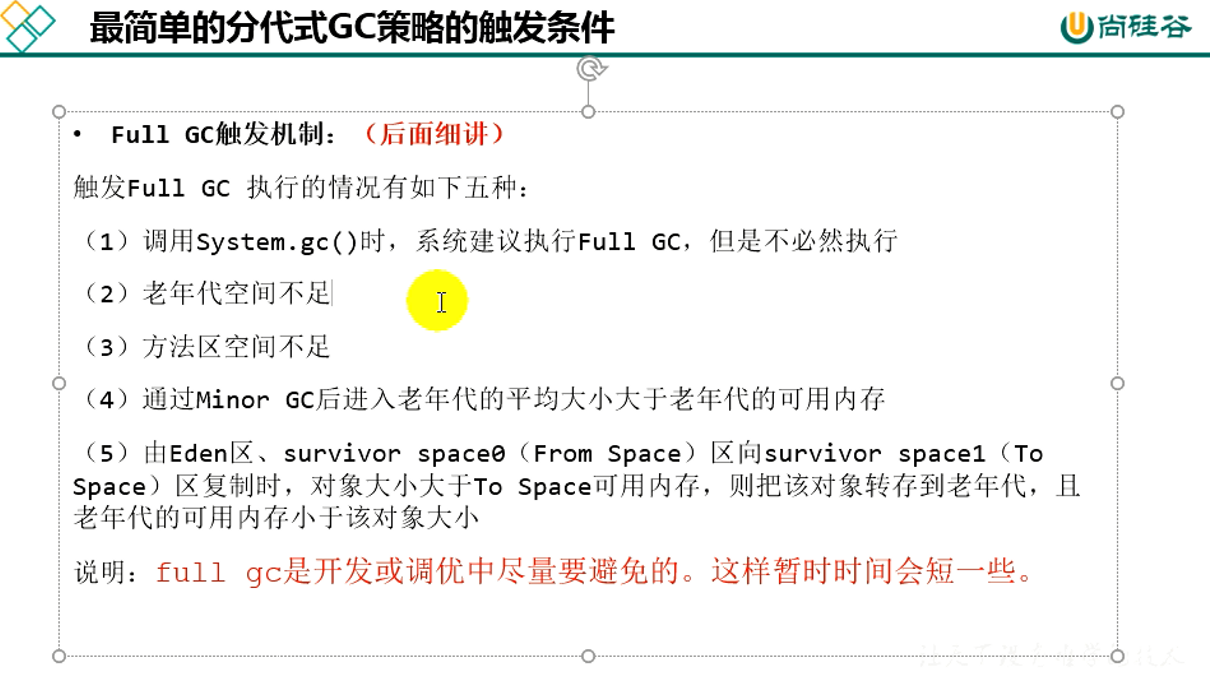 最简单的分代式GC策略的触发条件
尚硅谷
• Full GC触发机制：（后面细讲）
触发Full GC 执行的情况有如下五种：
（1）调用System.gc()时，系统建议执行Full GC，但是不必然执行
（2）老年代空间不足
（3）方法区空间不足
（4）通过Minor GC后进入老年代的平均大小大于老年代的可用内存
（5）由Eden区、survivor space0（From Space）区向survivor space1（To
Space）区复制时，对象大小大于To Space可用内存，则把该对象转存到老年代，且
老年代的可用内存小于该对象大小
说明：full gc是开发或调优中尽量要避免的。这样暂时时间会短一些。